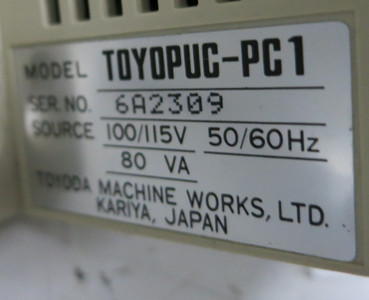 MODEL TOYOPUC-PC1
SER. NO. 6A2309
SOURCE 100/115V 50/60Hz
80 VA
TOYODA MACHINE WORKS, LTD.
KARIYA, JAPAN